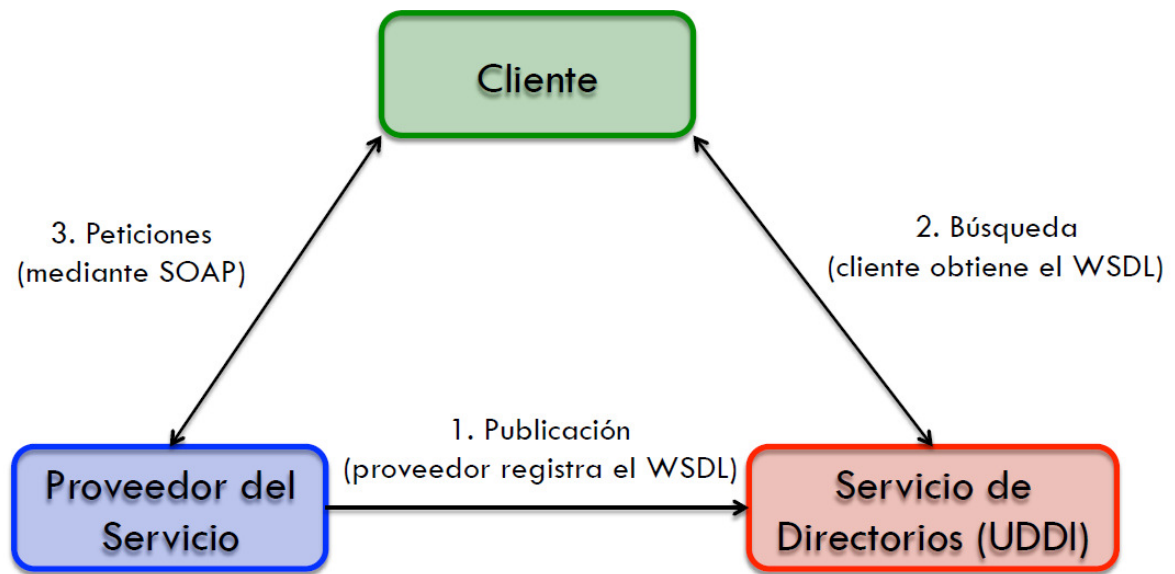 Cliente
3. Peticiones
(mediante SOAP)
2. Búsqueda
(cliente obtiene el WSDL)
1. Publicación
(proveedor registra el WSDL)
Proveedor del
Servicio
Servicio de
Directorios (UDDI)